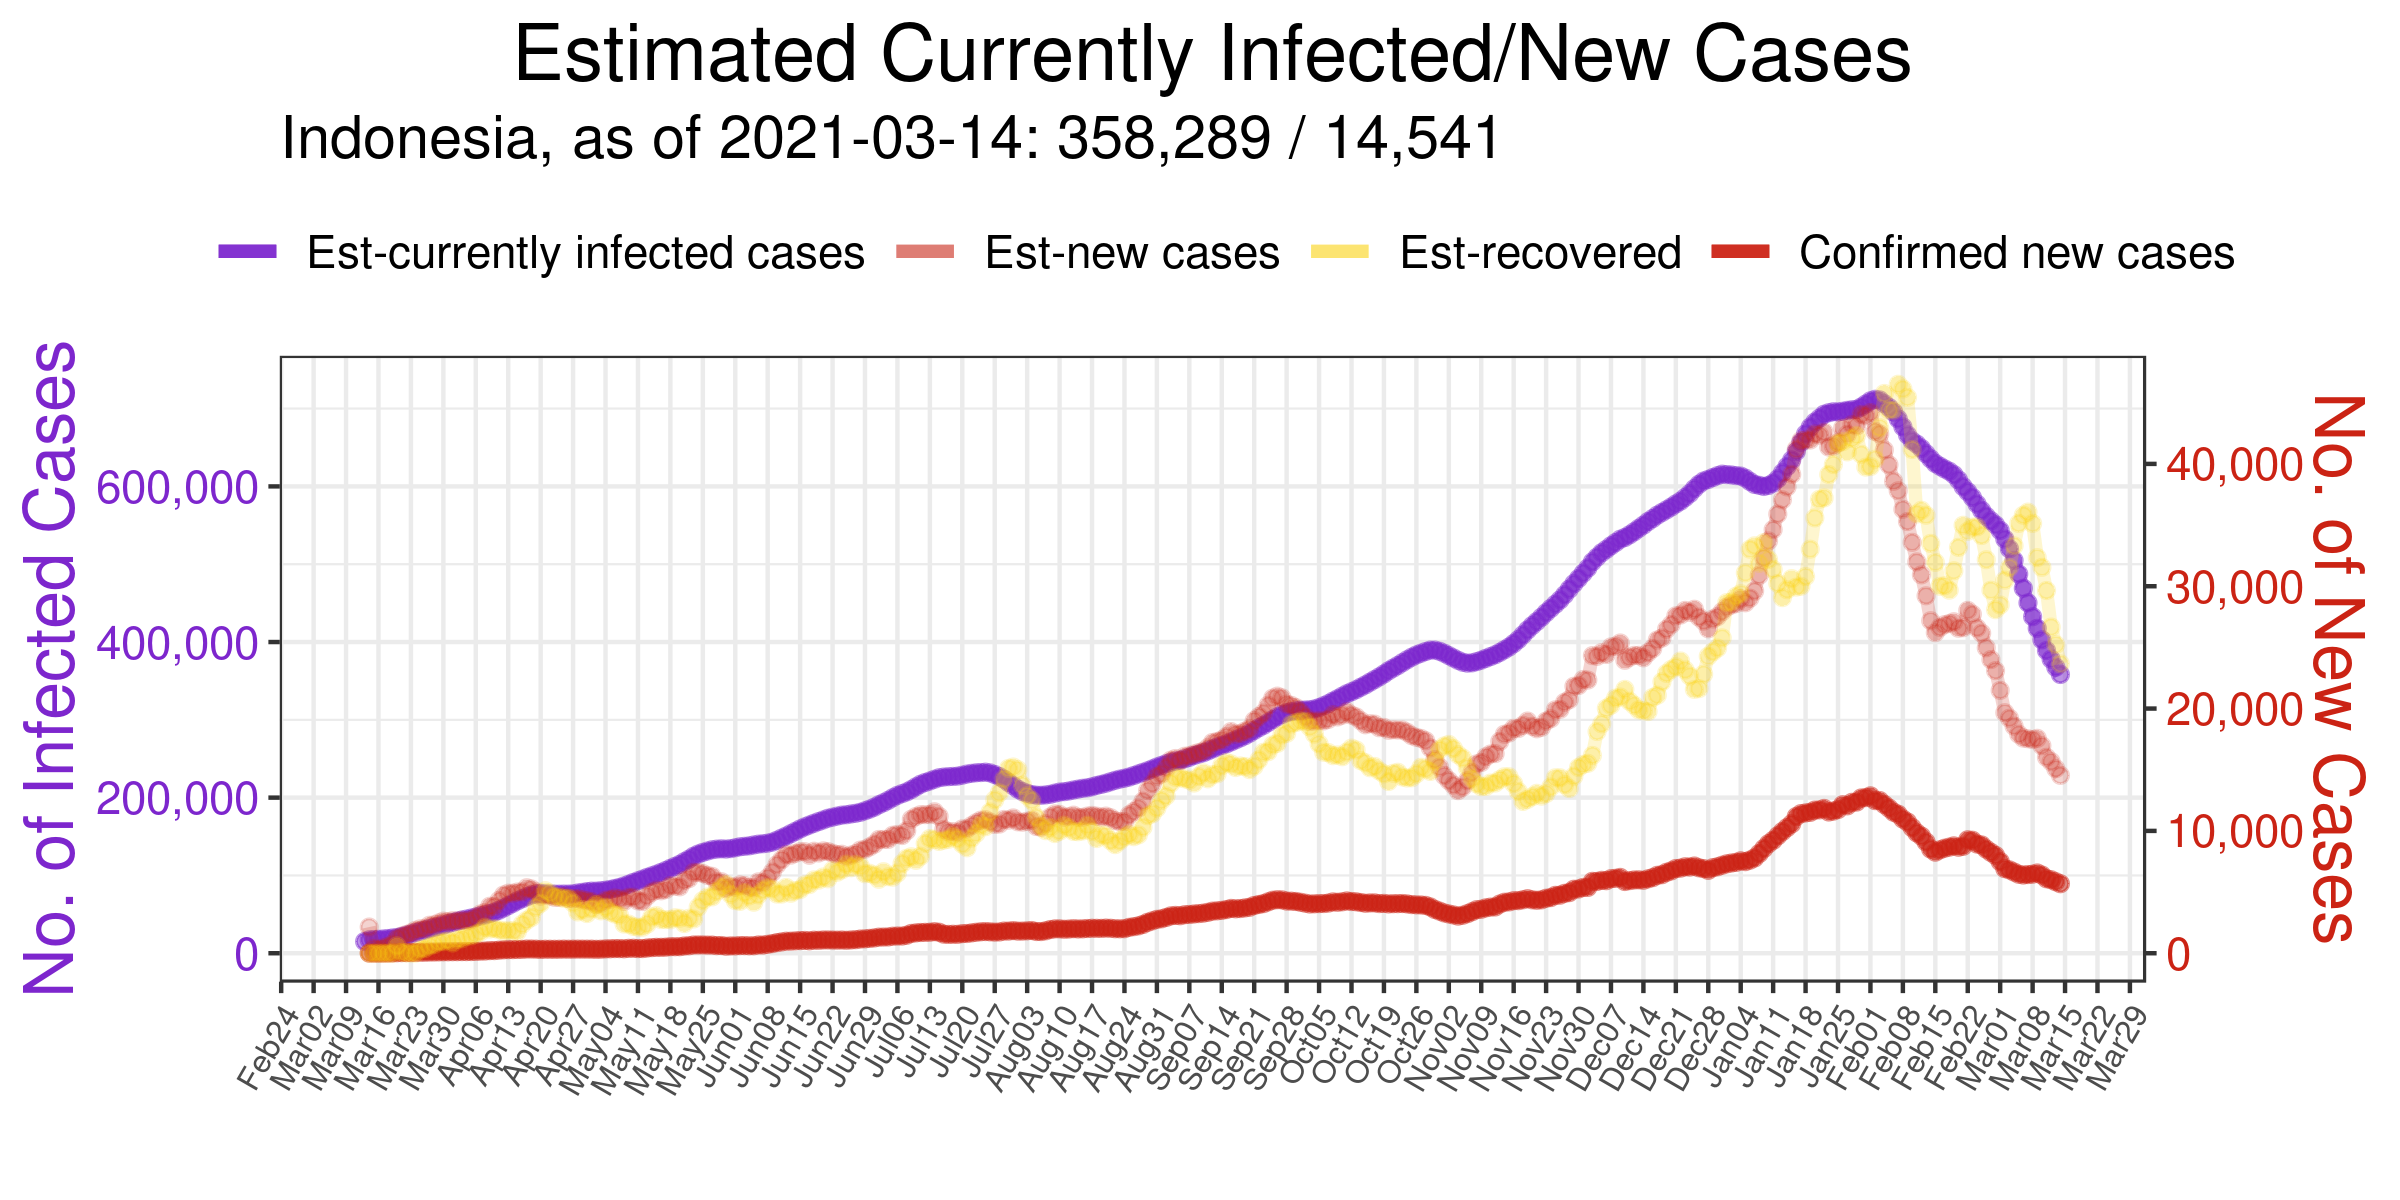 Estimated Currently Infected/New Cases
Indonesia, as of 2021-03-14: 358,289 / 14,541
Est-currently infected cases Est-new cases Est-recovered Confirmed new cases
No. of Infected Cases
600,000
400,000
200,000
0
40,000
30,000
20,000
10,000
0
No. of New Cases
Feb24
Mar02
Mar09
Mar16
Mar23
Mar30
Apr06
Apr13
Apr20
Apr27
May04
May11
May18
May25
Jun01
Jun08
Jun15
Jun22
Jun29
Jul06
Jul13
Jul20
Jul27
Aug03
Aug10
Aug17
Aug24
Aug31
Sep07
Sep14
Sep21
Sep28
Oct05
Oct12
Oct19
Oct26
Nov02
Nov09
Nov16
Nov23
Nov30
Dec07
Dec14
Dec21
Dec28
Jan04
Jan11
Jan18
Jan25
Feb01
Feb08
Feb15
Feb22
Mar01
Mar08
Mar15
Mar22
Mar29